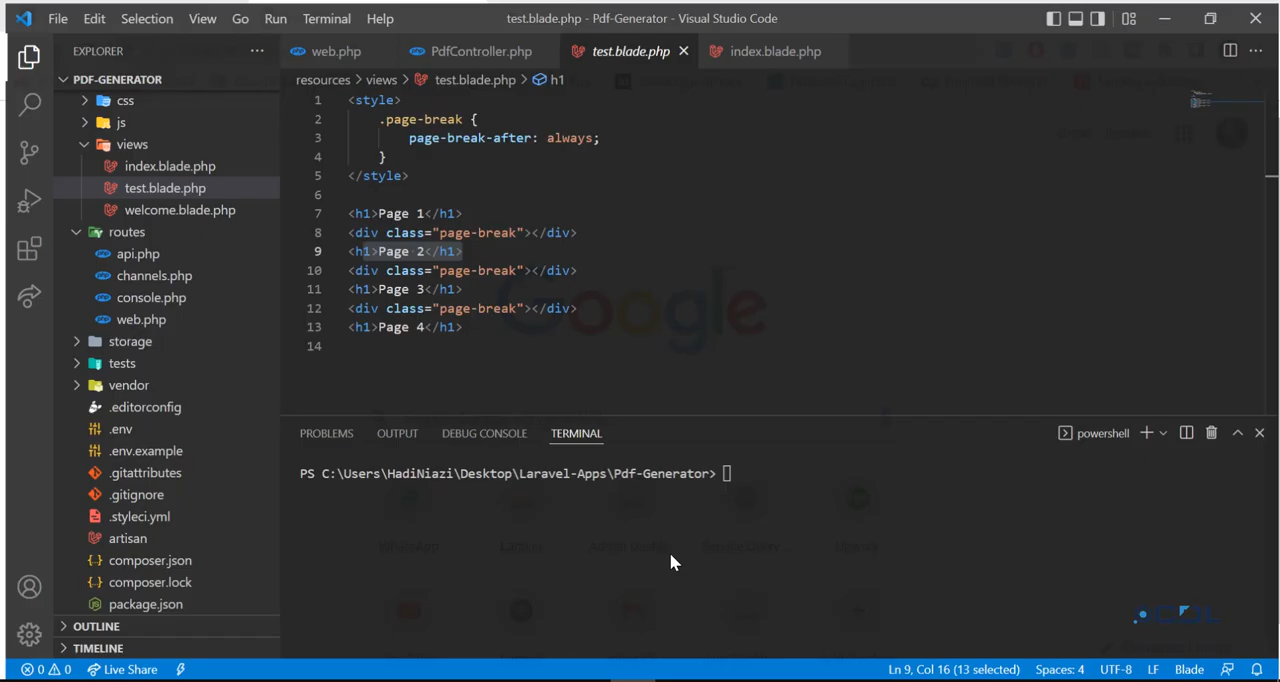 File Edit Selection View Go Run Terminal Help test.blade.php - Pdf-Generator - Visual Studio Code
EXPLORER
web.php PdfController.php test.blade.php index.blade.php
PDF-GENERATOR
css
js
views
index.blade.php
test.blade.php
welcome.blade.php
routes
api.php
channels.php
console.php
web.php
storage
tests
vendor
.editorconfig
.env
.env.example
.gitattributes
.gitignore
.styleci.yml
artisan
composer.json
composer.lock
package.json
OUTLINE
TIMELINE
resources > views > test.blade.php > h1
1 <style>
2 .page-break {
3 page-break-after: always;
4 }
5 </style>
6
7 <h1>Page 1</h1>
8 <div class="page-break"></div>
9 <h1>Page 2</h1>
10 <div class="page-break"></div>
11 <h1>Page 3</h1>
12 <div class="page-break"></div>
13 <h1>Page 4</h1>
14
Google
PROBLEMS OUTPUT DEBUG CONSOLE TERMINAL powershell
PS C:\Users\HadiNiazi\Desktop\Laravel-Apps\Pdf-Generator>
WhatsApp
0 0 Live Share Ln 9, Col 16 (13 selected) Spaces: 4 UTF-8 LF Blade